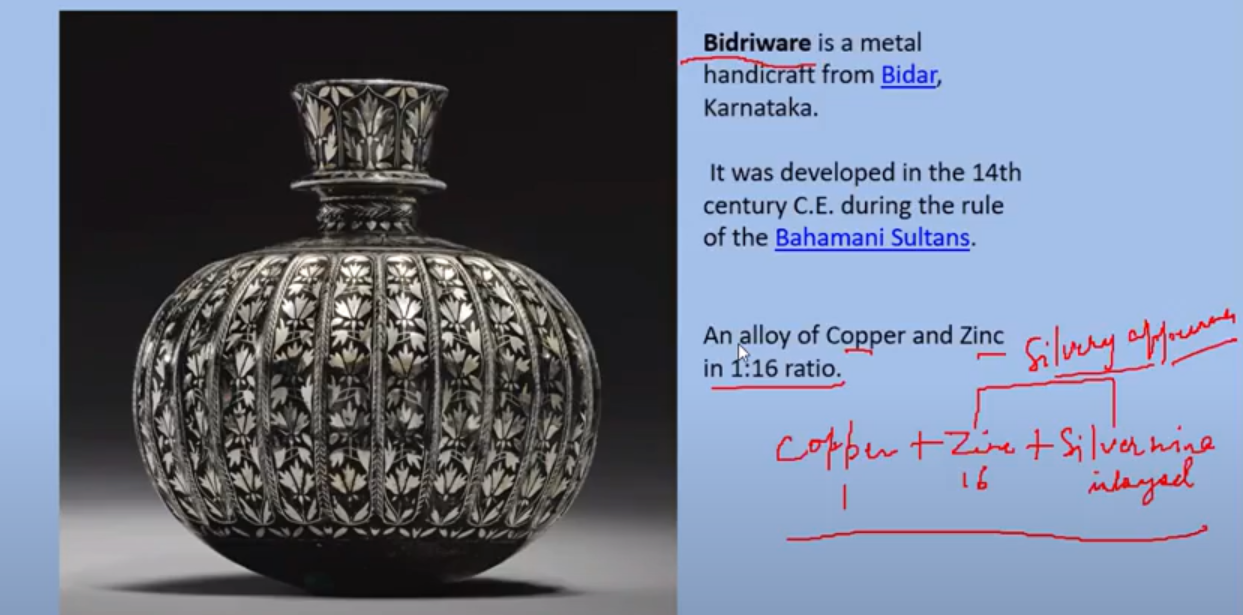 Bidriware is a metal
handicraft from Bidar,
Karnataka.
It was developed in the 14th
century C.E. during the rule
of the Bahamani Sultans.
An alloy of Copper and Zinc
in 1:16 ratio.
Silvery
Copper + Zinc + Silver
1 16 inlayed